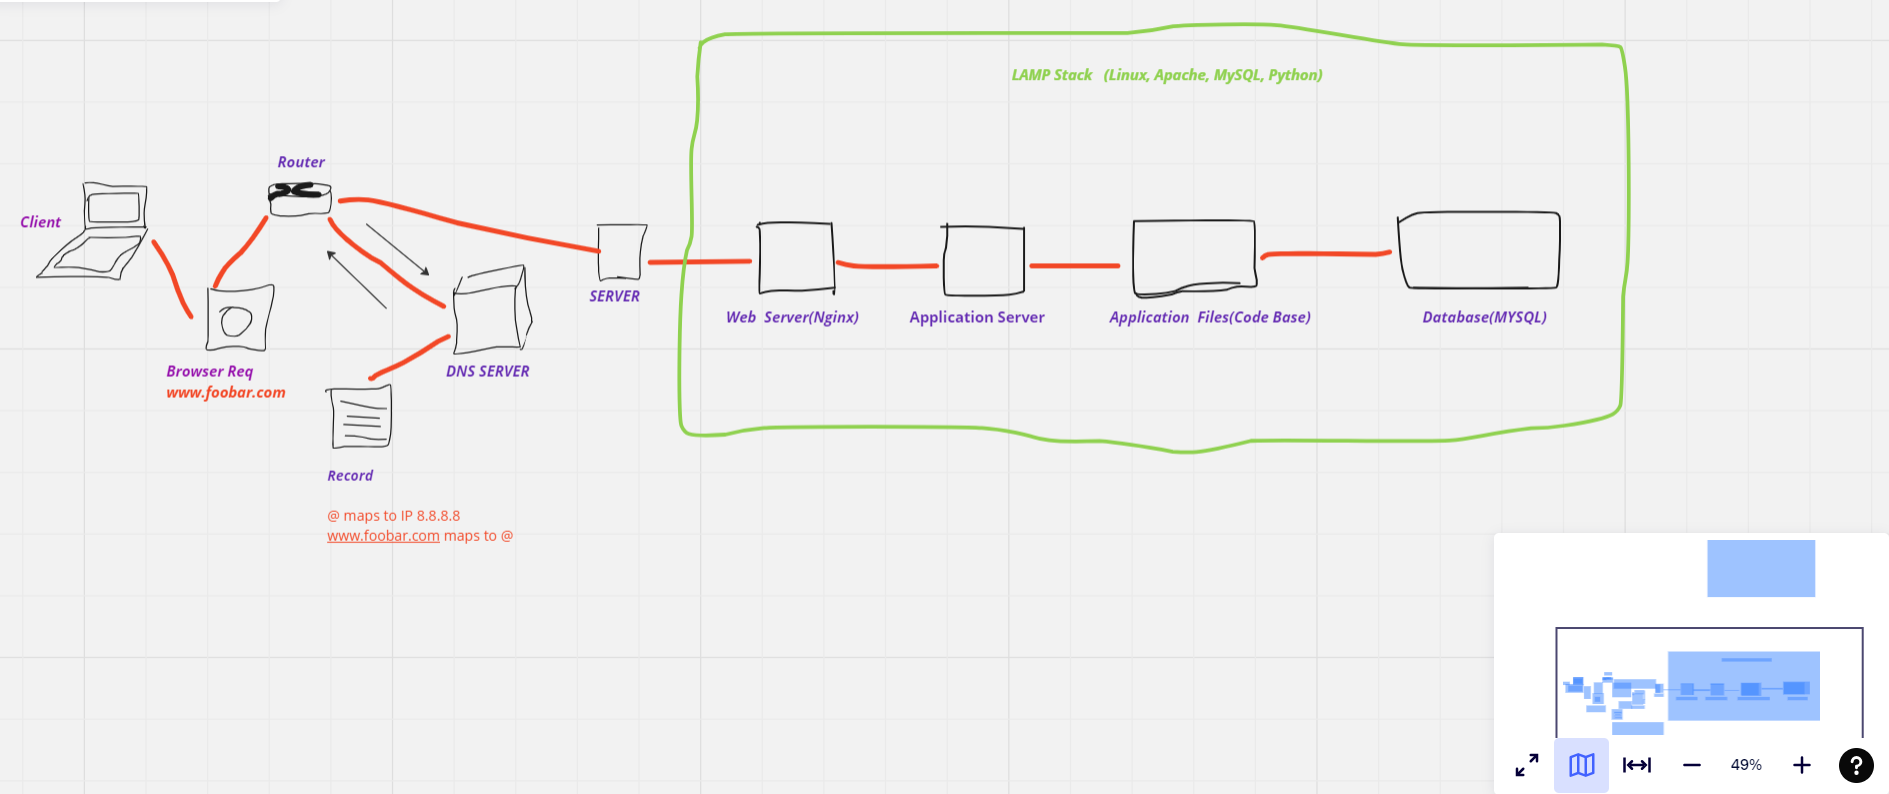 LAMP Stack (Linux, Apache, MySQL, Python)
Router
Client
SERVER
Web Server(Nginx)
Application Server
Application Files(Code Base)
Database(MYSQL)
Browser Req
www.foobar.com
DNS SERVER
Record
@ maps to IP 8.8.8.8
www.foobar.com maps to @
49%
?